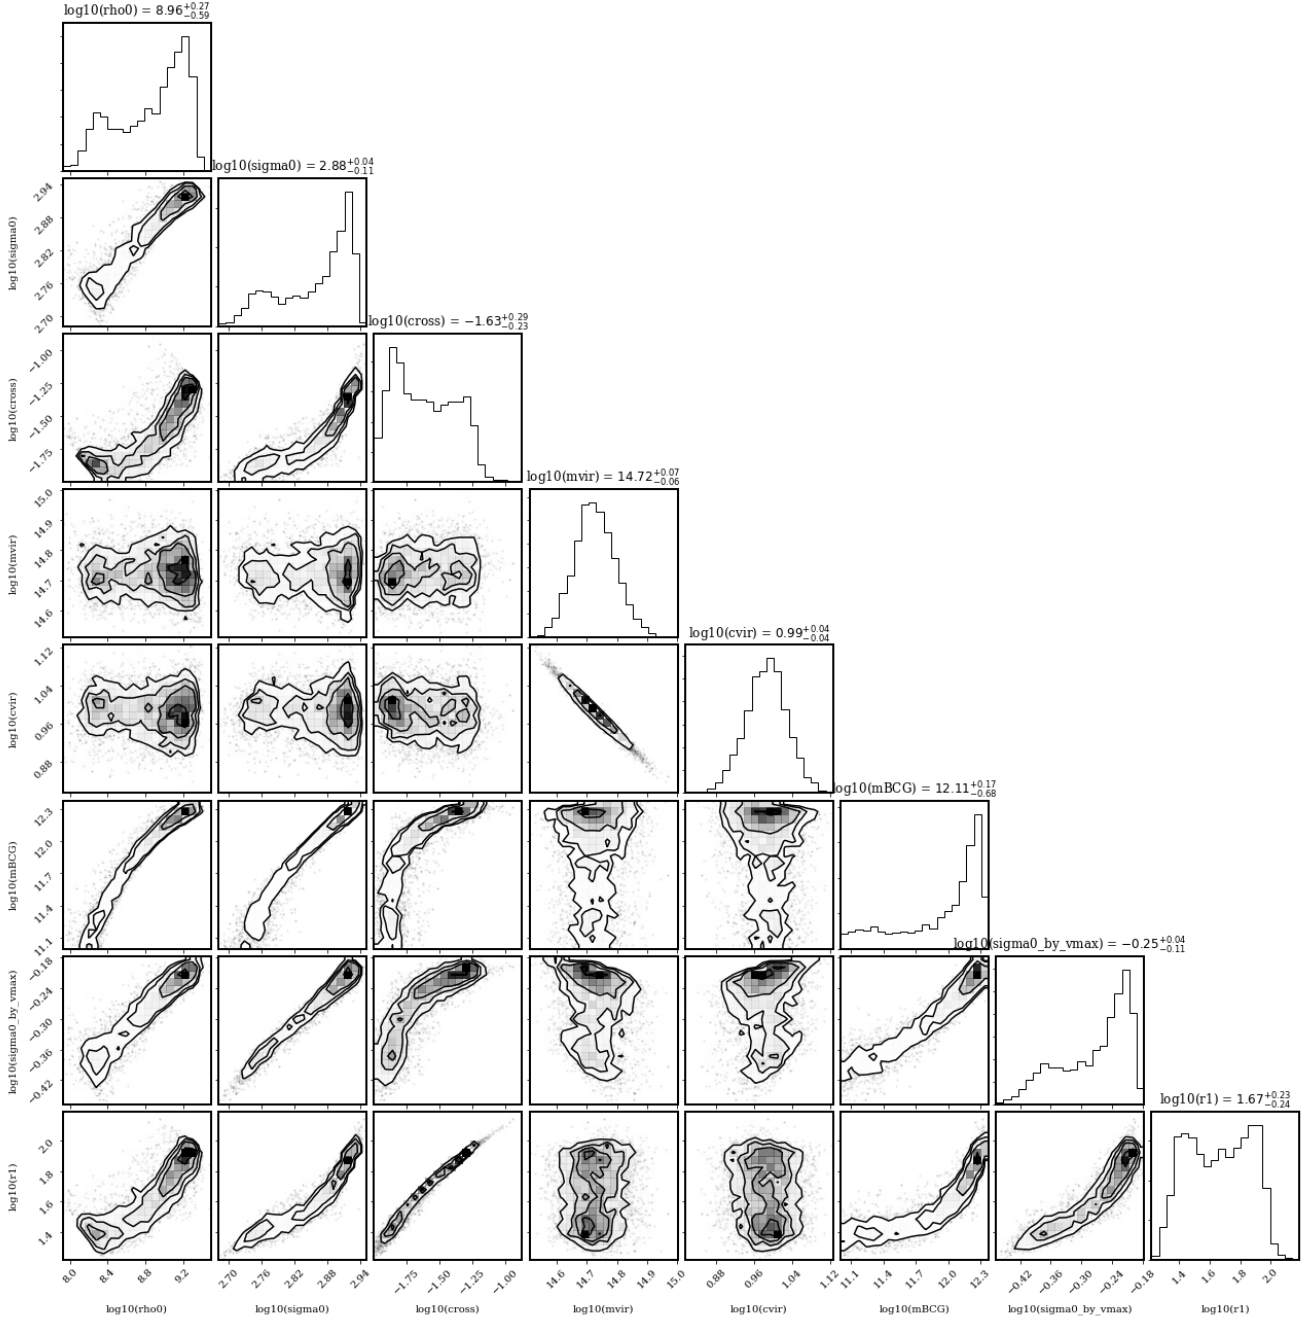 log10(rho0) = 8.96+0.27−0.59
log10(sigma0)
2.94
2.88
2.82
2.76
2.70
log10(sigma0) = 2.88+0.04−0.11
log10(cross)
−1.00
−1.25
−1.50
−1.75
log10(cross) = −1.63+0.29−0.23
log10(mvir)
15.0
14.9
14.8
14.7
14.6
log10(mvir) = 14.72+0.07−0.06
log10(cvir)
1.12
1.04
0.96
0.88
log10(cvir) = 0.99+0.04−0.04
log10(mBCG)
12.3
12.0
11.7
11.4
11.1
log10(mBCG) = 12.11+0.17−0.68
log10(sigma0_by_vmax)
−0.18
−0.24
−0.30
−0.36
−0.42
log10(sigma0_by_vmax) = −0.25+0.04−0.11
log10(r1)
2.0
1.8
1.6
1.4
log10(r1) = 1.67+0.23−0.24
8.0 8.4 8.8 9.2 2.70 2.76 2.82 2.88 2.94 −1.75 −1.50 −1.25 −1.00 14.6 14.7 14.8 14.9 15.0 0.88 0.96 1.04 1.12 11.1 11.4 11.7 12.0 12.3 −0.42 −0.36 −0.30 −0.24 −0.18 1.4 1.6 1.8 2.0
log10(rho0) log10(sigma0) log10(cross) log10(mvir) log10(cvir) log10(mBCG) log10(sigma0_by_vmax) log10(r1)